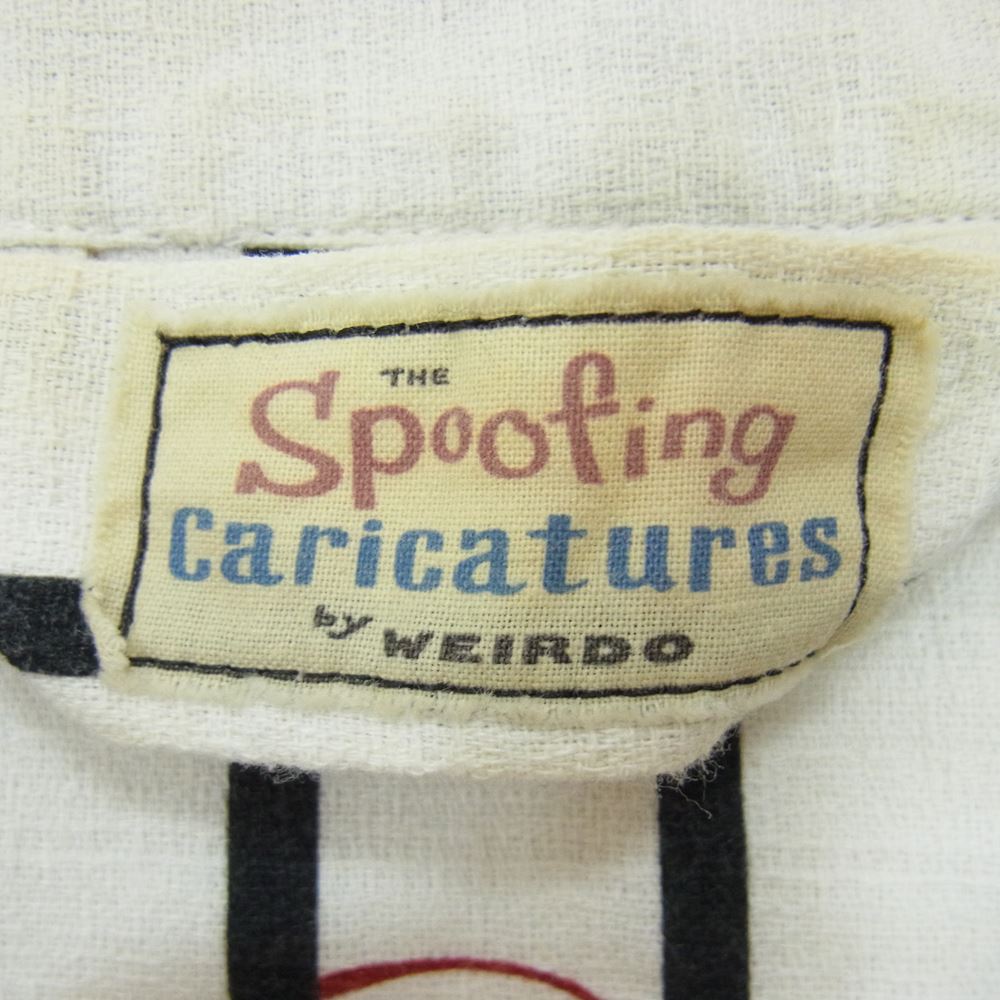 THE
Spoofing
Caricatures
by WEIRDO